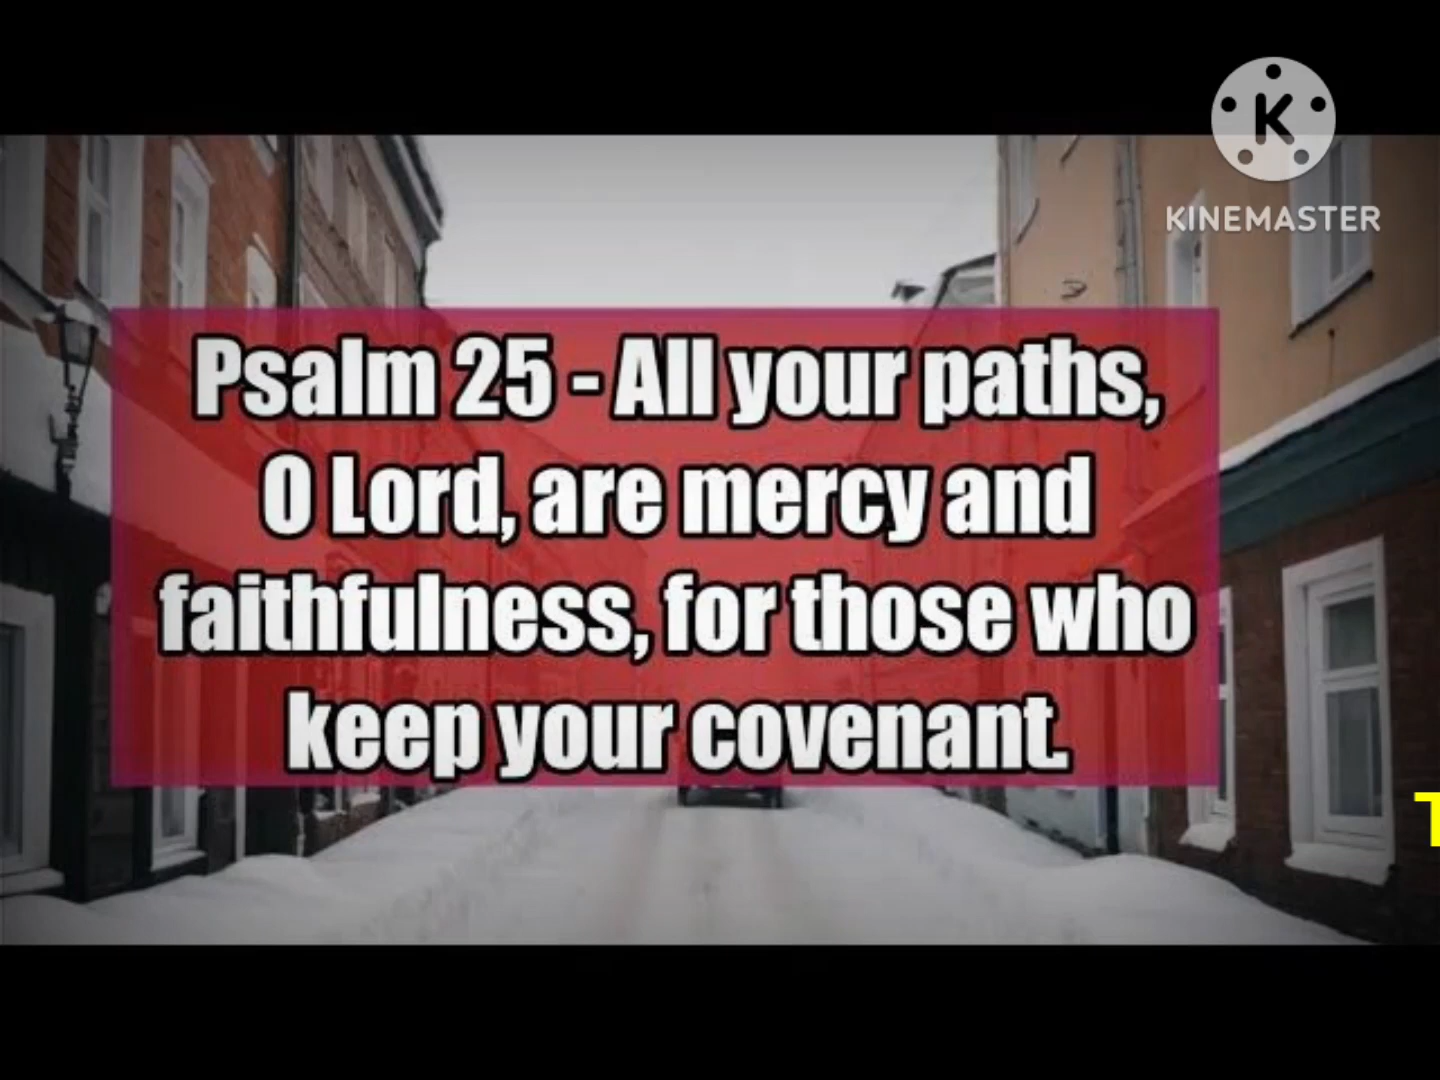 KINEMASTER
Psalm 25 - All your paths,
O Lord, are mercy and
faithfulness, for those who
keep your covenant.